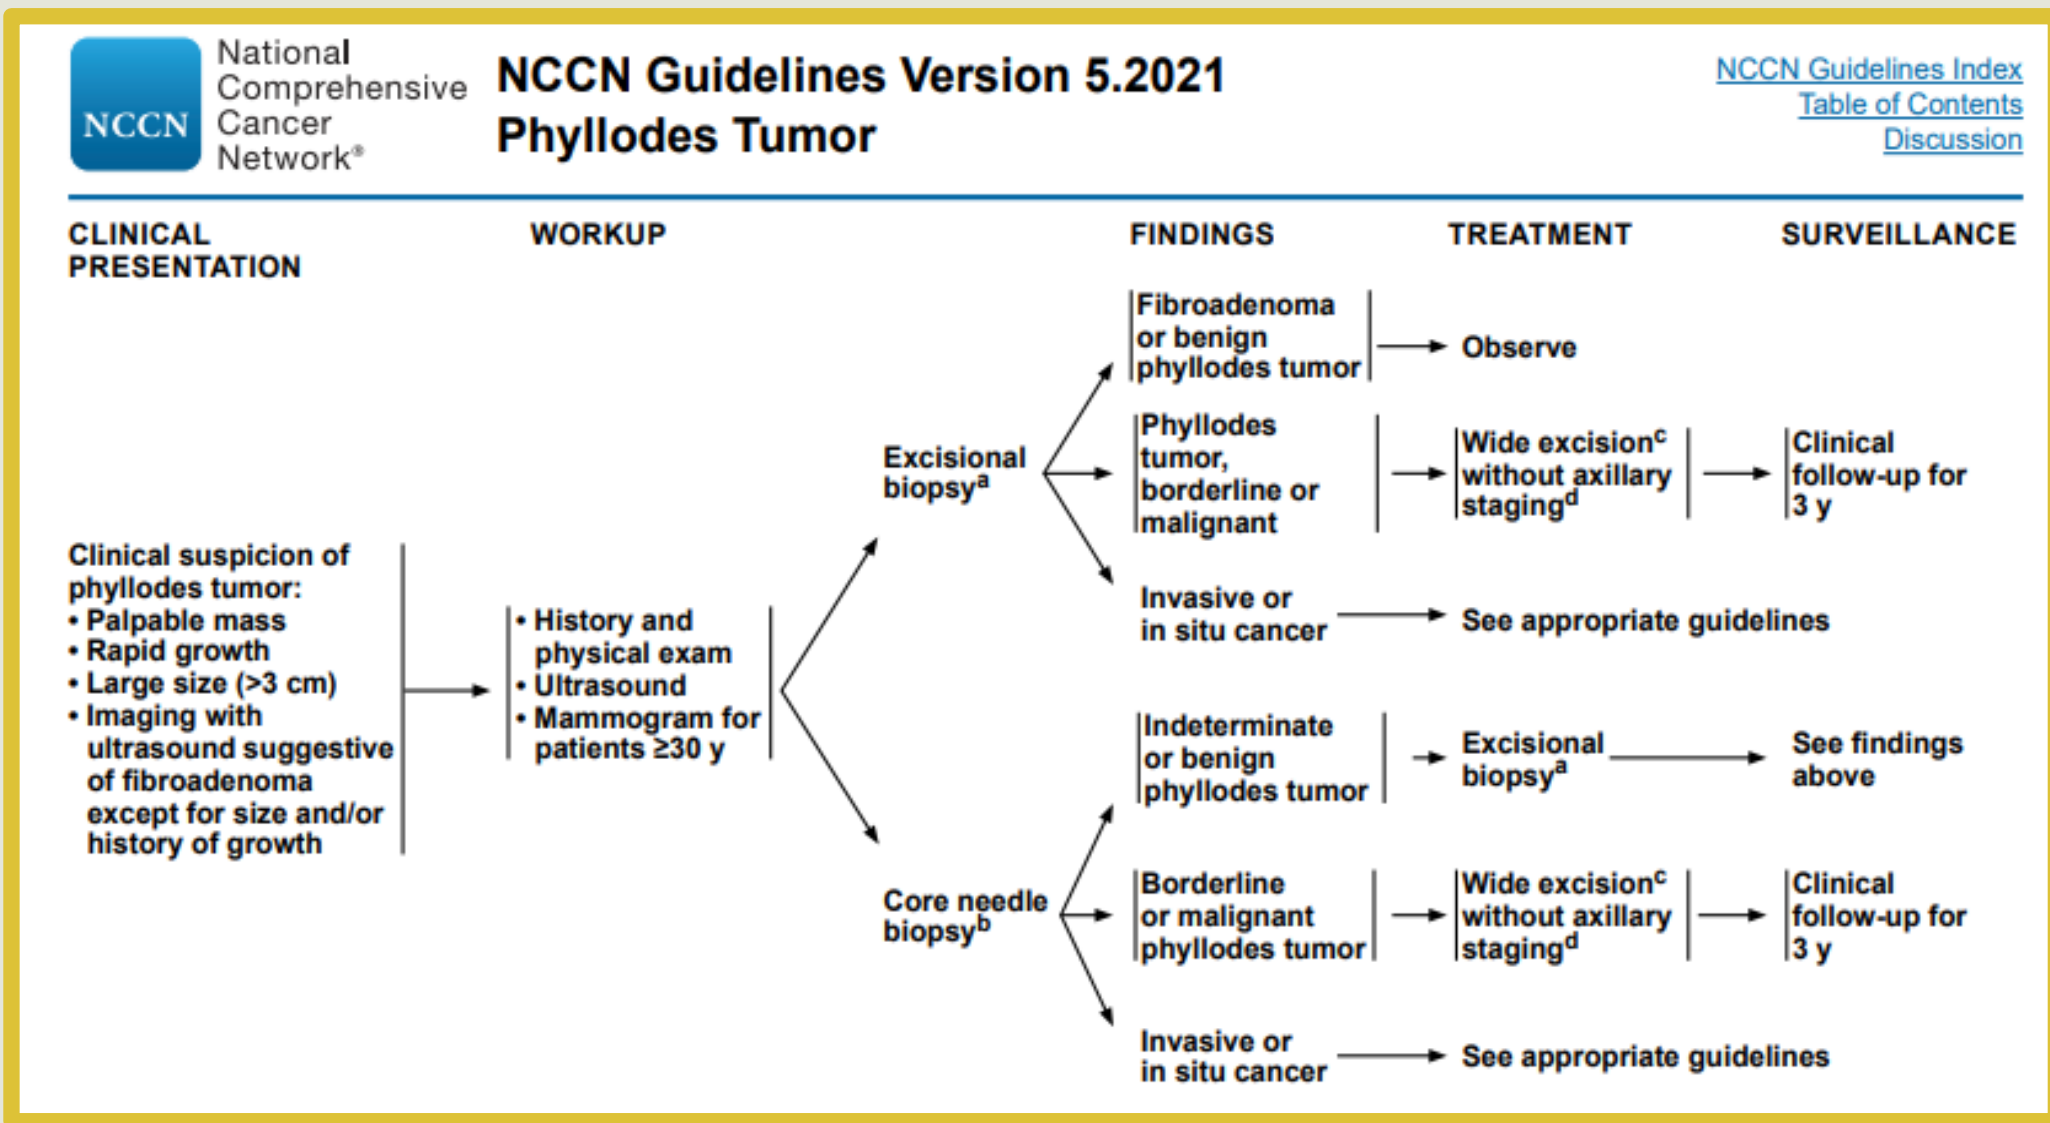 NCCN
National
Comprehensive
Cancer
Network®
NCCN Guidelines Version 5.2021
Phyllodes Tumor
NCCN Guidelines Index
Table of Contents
Discussion
CLINICAL
PRESENTATION
WORKUP
FINDINGS
TREATMENT
SURVEILLANCE
Clinical suspicion of
phyllodes tumor:
• Palpable mass
• Rapid growth
• Large size (>3 cm)
• Imaging with
ultrasound suggestive
of fibroadenoma
except for size and/or
history of growth
• History and
physical exam
• Ultrasound
• Mammogram for
patients ≥30 y
Excisional
biopsyᵃ
Fibroadenoma
or benign
phyllodes tumor
Observe
Phyllodes
tumor,
borderline or
malignant
Wide excisionᶜ
without axillary
stagingᵈ
Clinical
follow-up for
3 y
Invasive or
in situ cancer
See appropriate guidelines
Core needle
biopsyᵇ
Indeterminate
or benign
phyllodes tumor
Excisional
biopsyᵃ
See findings
above
Borderline
or malignant
phyllodes tumor
Wide excisionᶜ
without axillary
stagingᵈ
Clinical
follow-up for
3 y
Invasive or
in situ cancer
See appropriate guidelines